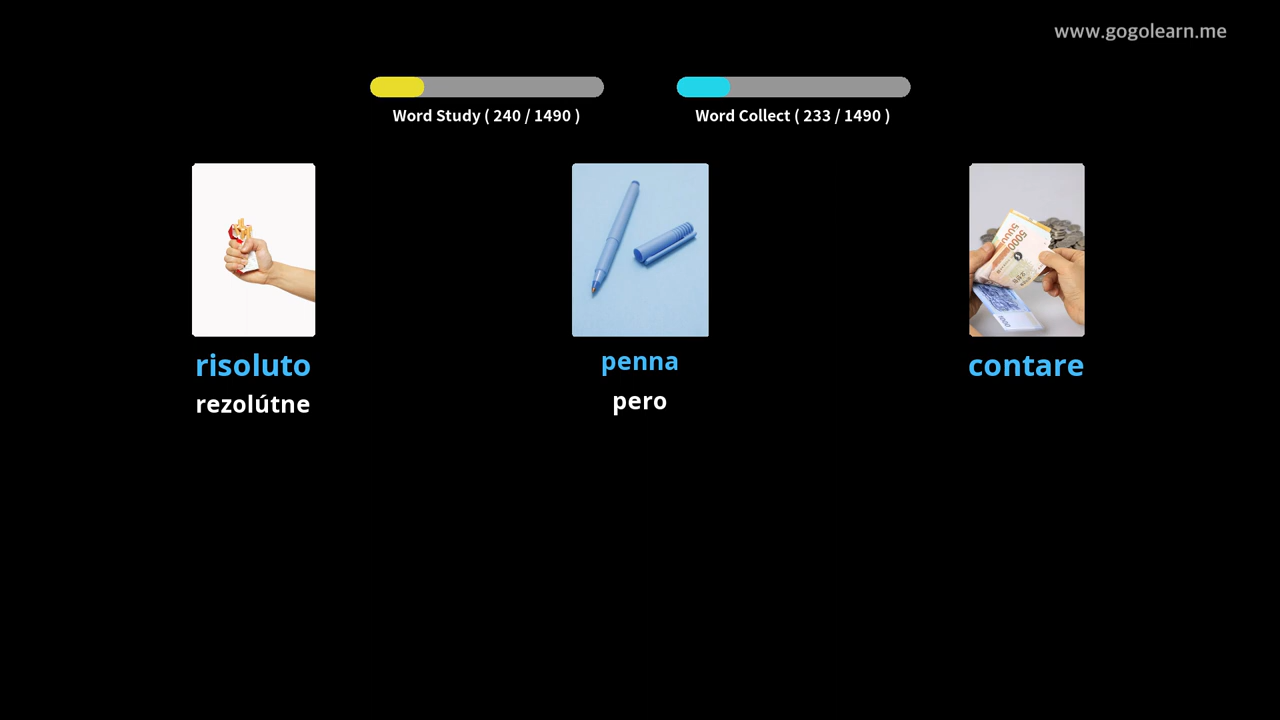 www.gogolearn.me
Word Study ( 240 / 1490 )
Word Collect ( 233 / 1490 )
risoluto
rezolútne
penna
pero
contare